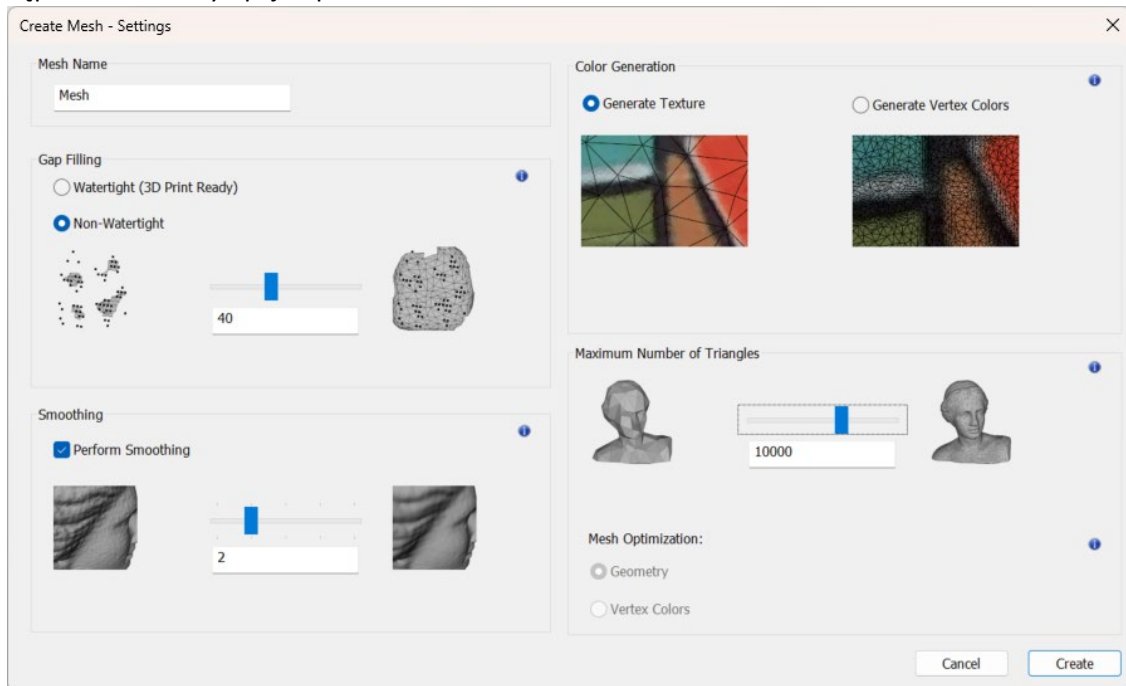 Create Mesh - Settings
Mesh Name
Mesh
Gap Filling
Watertight (3D Print Ready)
Non-Watertight
40
Smoothing
Perform Smoothing
2
Color Generation
Generate Texture
Generate Vertex Colors
Maximum Number of Triangles
10000
Mesh Optimization:
Geometry
Vertex Colors
Cancel
Create